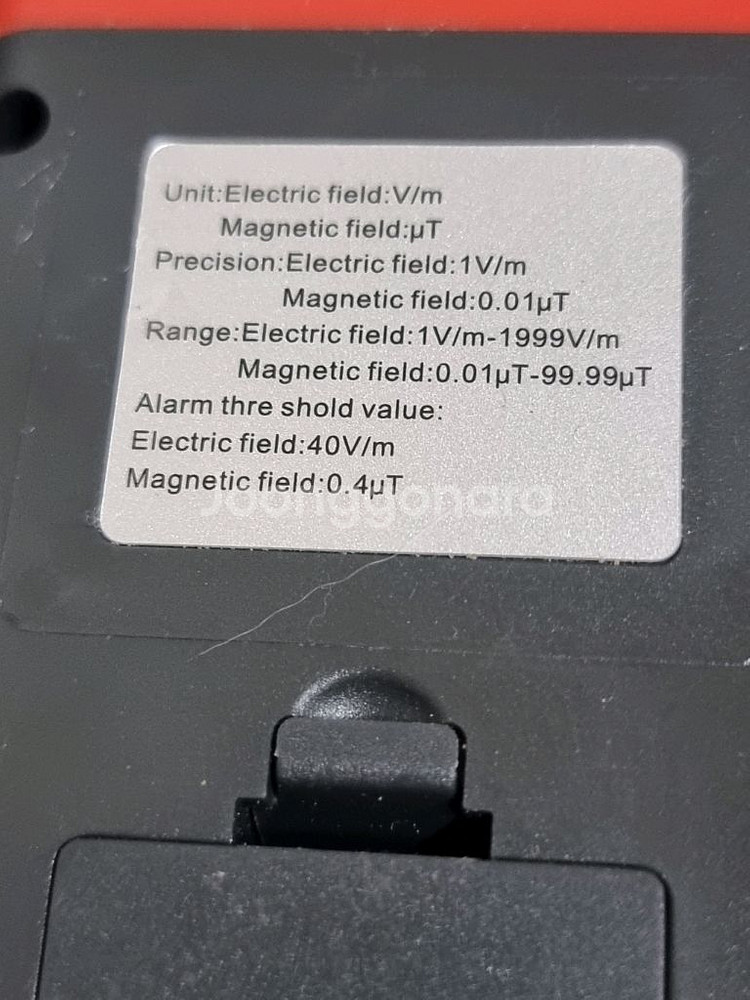 Unit:Electric field:V/m
Magnetic field:µT
Precision:Electric field:1V/m
Magnetic field:0.01µT
Range:Electric field:1V/m-1999V/m
Magnetic field:0.01µT-99.99µT
Alarm thre shold value:
Electric field:40V/m
Magnetic field:0.4µT
Joonggonara